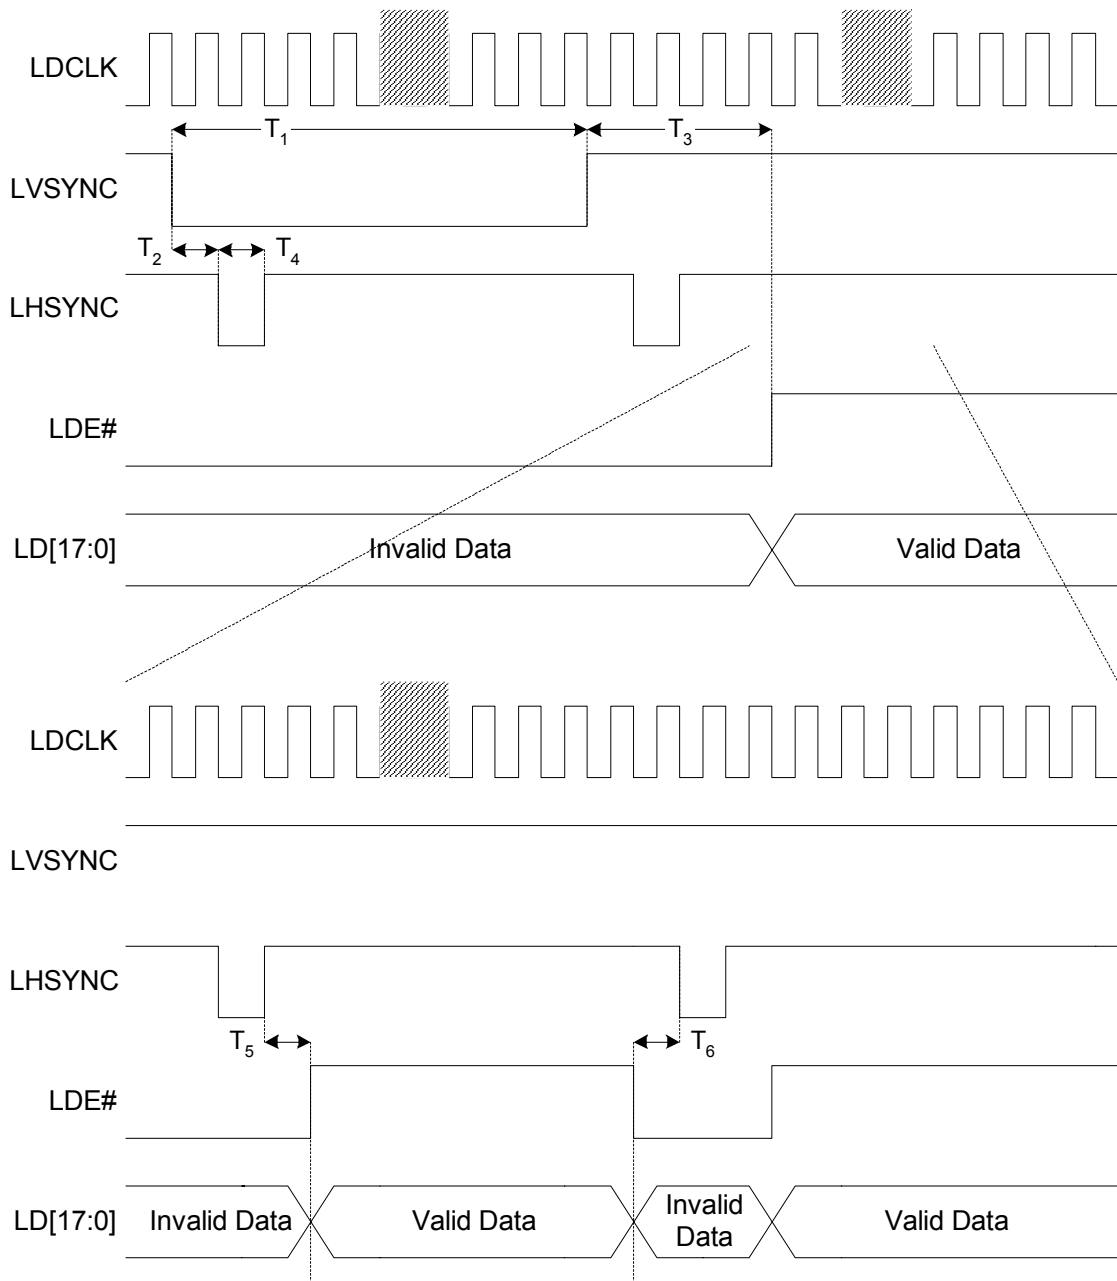 LDCLK
T1
T3
LVSYNC
T2
T4
LHSYNC
LDE#
LD[17:0]
Invalid Data
Valid Data
LDCLK
LVSYNC
LHSYNC
T5
T6
LDE#
LD[17:0]
Invalid Data
Valid Data
Invalid
Data
Valid Data